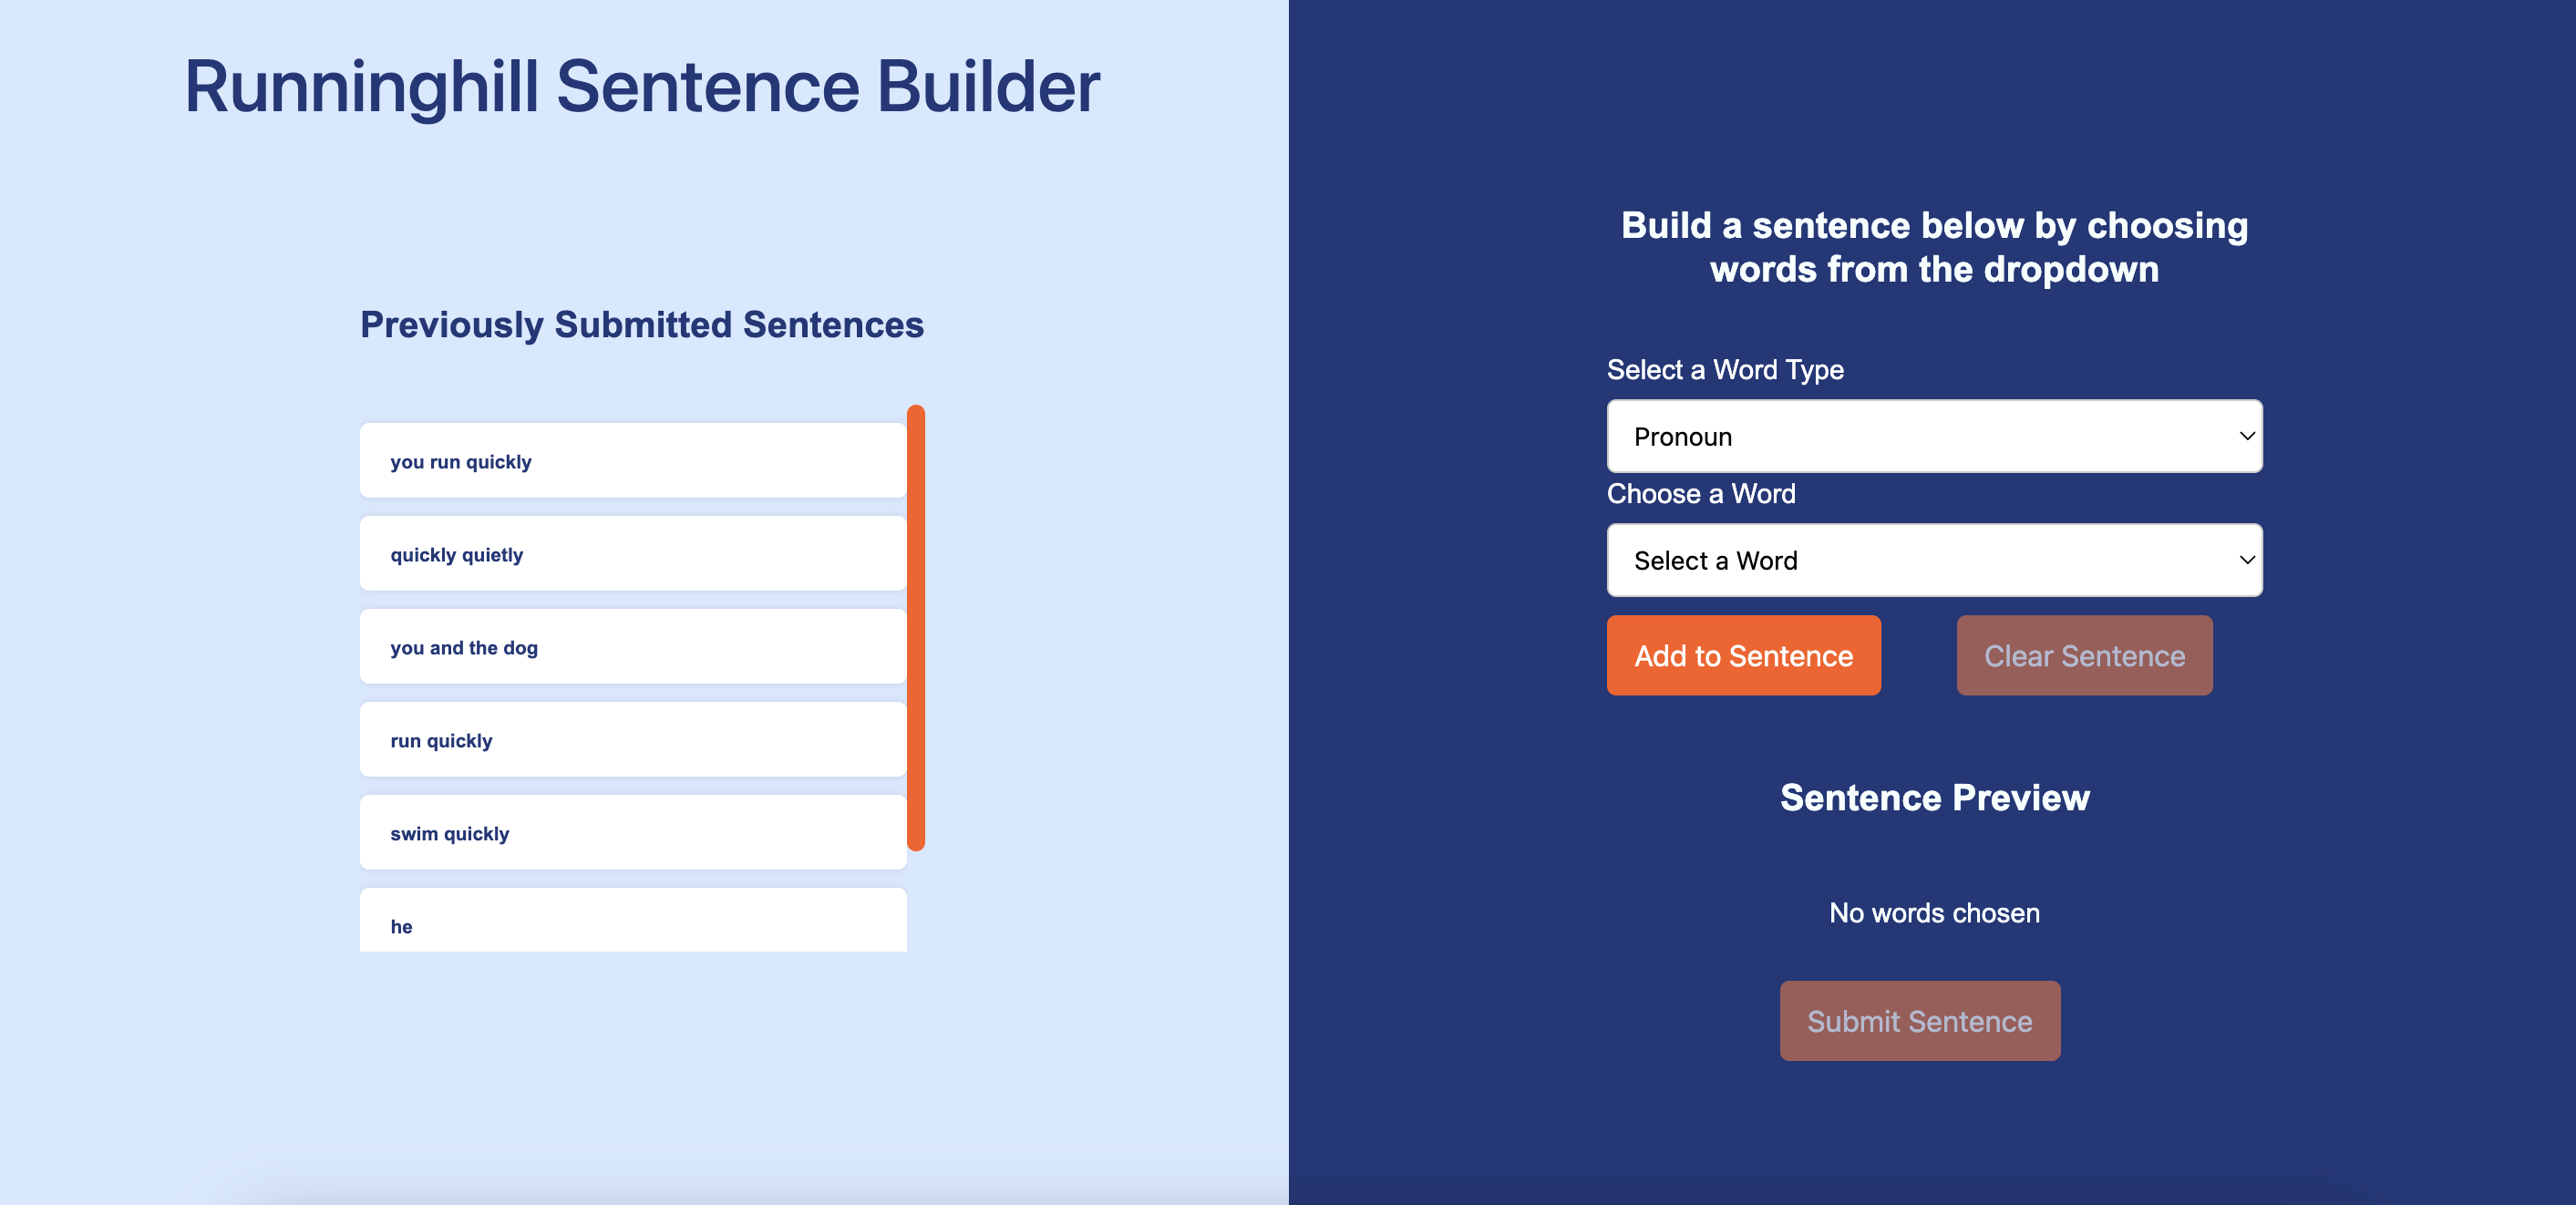 Runninghill Sentence Builder
Previously Submitted Sentences
you run quickly
quickly quietly
you and the dog
run quickly
swim quickly
he
Build a sentence below by choosing
words from the dropdown
Select a Word Type
Pronoun
Choose a Word
Select a Word
Add to Sentence
Clear Sentence
Sentence Preview
No words chosen
Submit Sentence